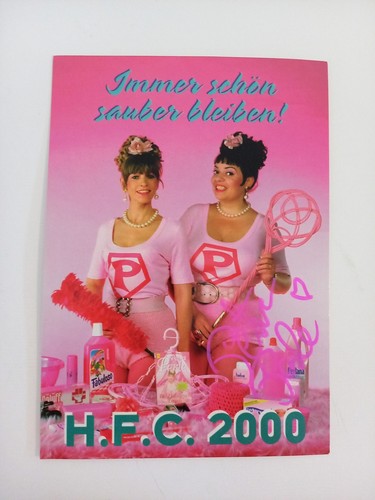 Immer schön
sauber bleiben!
P
P
H.F.C. 2000